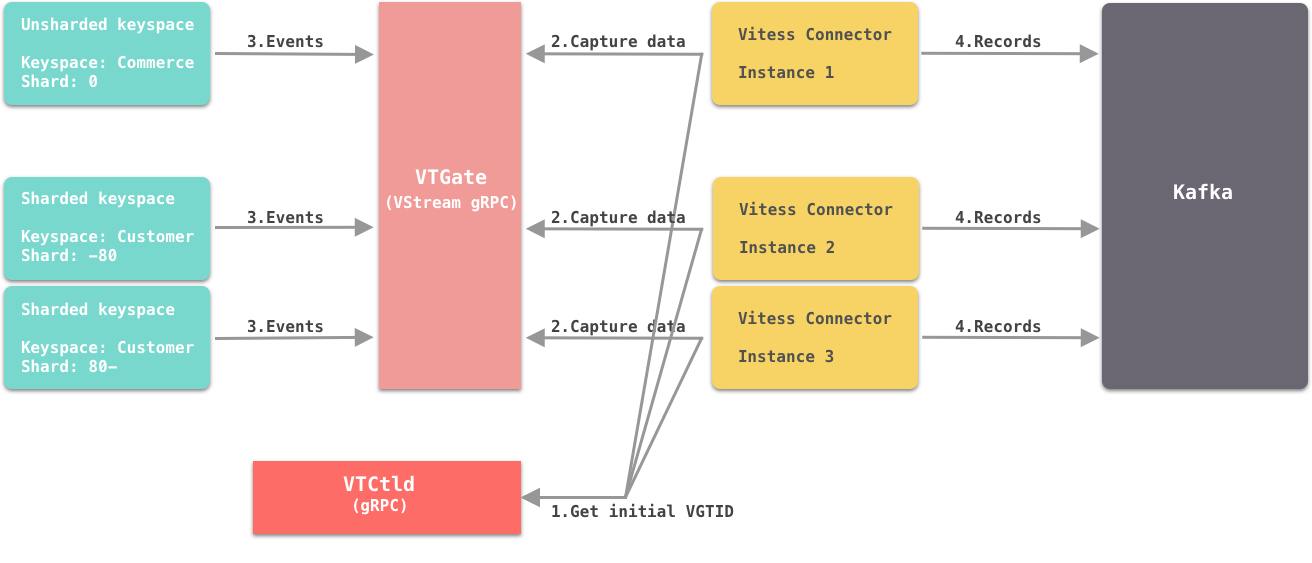 Unsharded keyspace
Keyspace: Commerce
Shard: 0
3.Events
2.Capture data
Vitess Connector
Instance 1
4.Records
VTGate
(VStream gRPC)
Kafka
Sharded keyspace
Keyspace: Customer
Shard: -80
3.Events
2.Capture data
Vitess Connector
Instance 2
4.Records
Sharded keyspace
Keyspace: Customer
Shard: 80-
3.Events
2.Capture data
Vitess Connector
Instance 3
4.Records
VTCtld
(gRPC)
1.Get initial VGTID